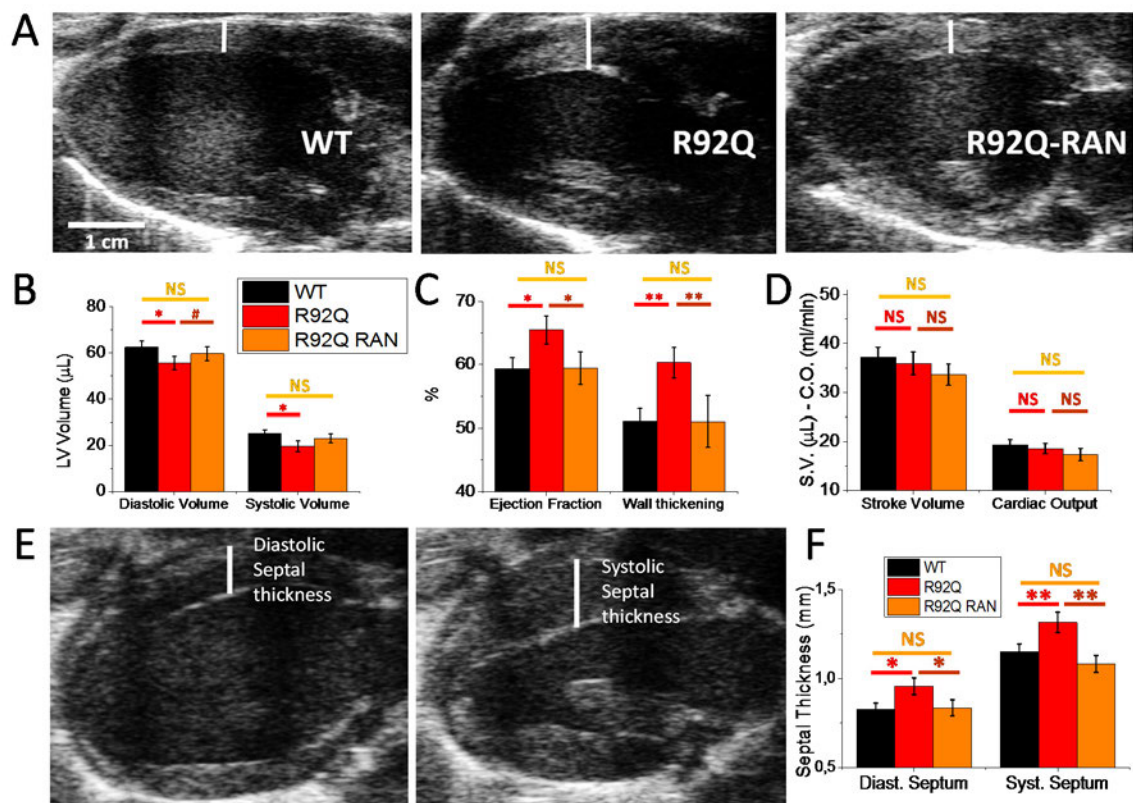 A
WT
1 cm
R92Q
R92Q-RAN
B
LV Volume (µL)
80
60
40
20
0
NS
*
#
NS
*
WT
R92Q
R92Q RAN
Diastolic Volume
Systolic Volume
C
%
70
60
50
40
NS
*
*
NS
**
**
Ejection Fraction
Wall thickening
D
S.V. (µL) - C.O. (ml/min)
50
40
30
20
10
NS
NS
NS
NS
NS
NS
Stroke Volume
Cardiac Output
E
Diastolic
Septal
thickness
Systolic
Septal
thickness
F
Septal Thickness (mm)
1,5
1,0
0,5
WT
R92Q
R92Q RAN
NS
*
*
NS
**
**
Diast. Septum
Syst. Septum